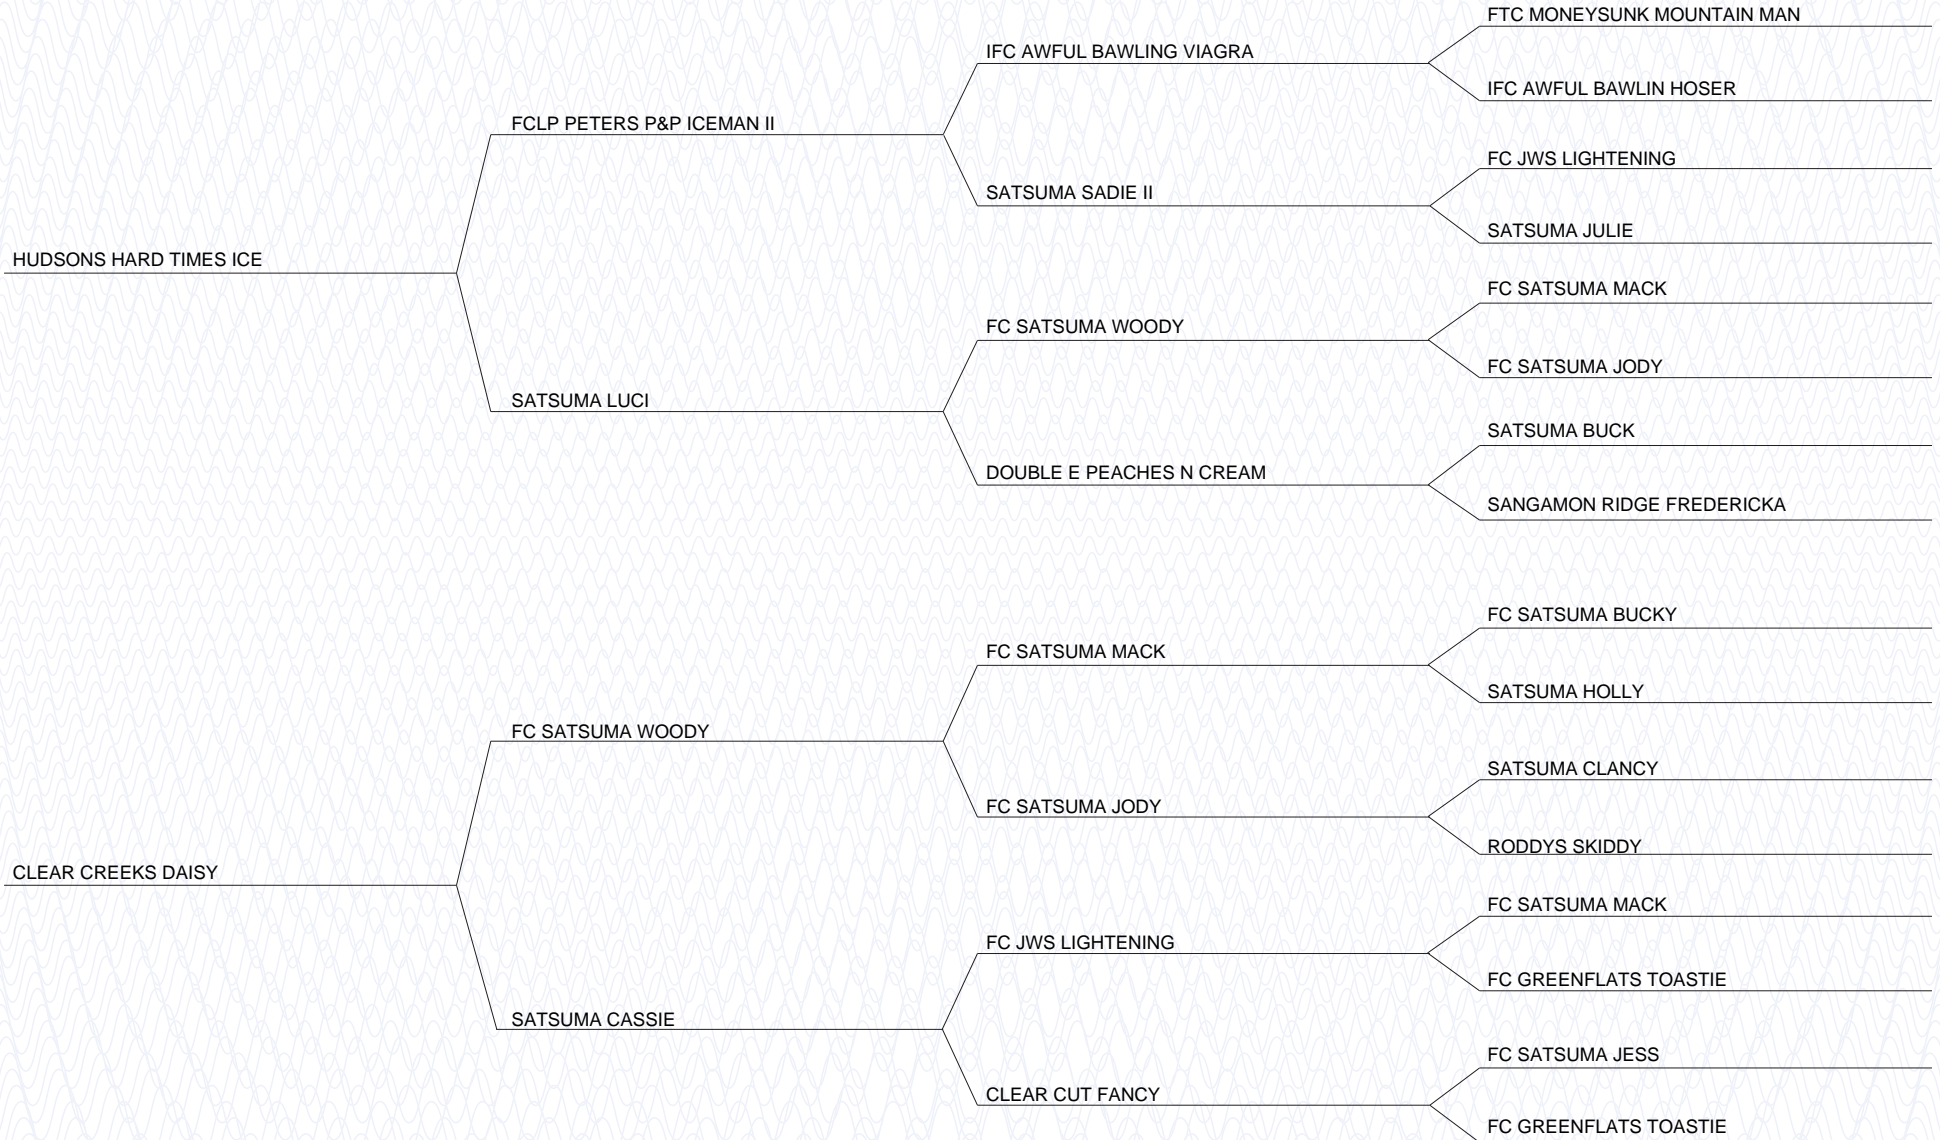 FTC MONEYSUNK MOUNTAIN MAN
IFC AWFUL BAWLING VIAGRA
IFC AWFUL BAWLIN HOSER
FCLP PETERS P&P ICEMAN II
FC JWS LIGHTENING
SATSUMA SADIE II
SATSUMA JULIE
HUDSONS HARD TIMES ICE
FC SATSUMA MACK
FC SATSUMA WOODY
FC SATSUMA JODY
SATSUMA LUCI
SATSUMA BUCK
DOUBLE E PEACHES N CREAM
SANGAMON RIDGE FREDERICKA
FC SATSUMA BUCKY
FC SATSUMA MACK
SATSUMA HOLLY
FC SATSUMA WOODY
SATSUMA CLANCY
FC SATSUMA JODY
RODDYS SKIDDY
CLEAR CREEKS DAISY
FC SATSUMA MACK
FC JWS LIGHTENING
FC GREENFLATS TOASTIE
SATSUMA CASSIE
FC SATSUMA JESS
CLEAR CUT FANCY
FC GREENFLATS TOASTIE